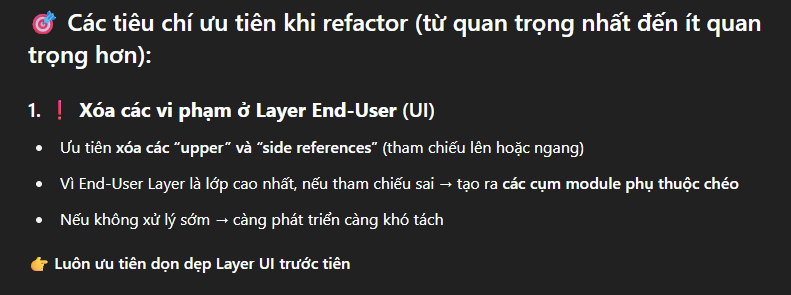 🎯 Các tiêu chí ưu tiên khi refactor (từ quan trọng nhất đến ít quan
trọng hơn):
1. ❗ Xóa các vi phạm ở Layer End-User (UI)
• Ưu tiên xóa các “upper” và “side references” (tham chiếu lên hoặc ngang)
• Vì End-User Layer là lớp cao nhất, nếu tham chiếu sai → tạo ra các cụm module phụ thuộc chéo
• Nếu không xử lý sớm → càng phát triển càng khó tách
👉 Luôn ưu tiên dọn dẹp Layer UI trước tiên